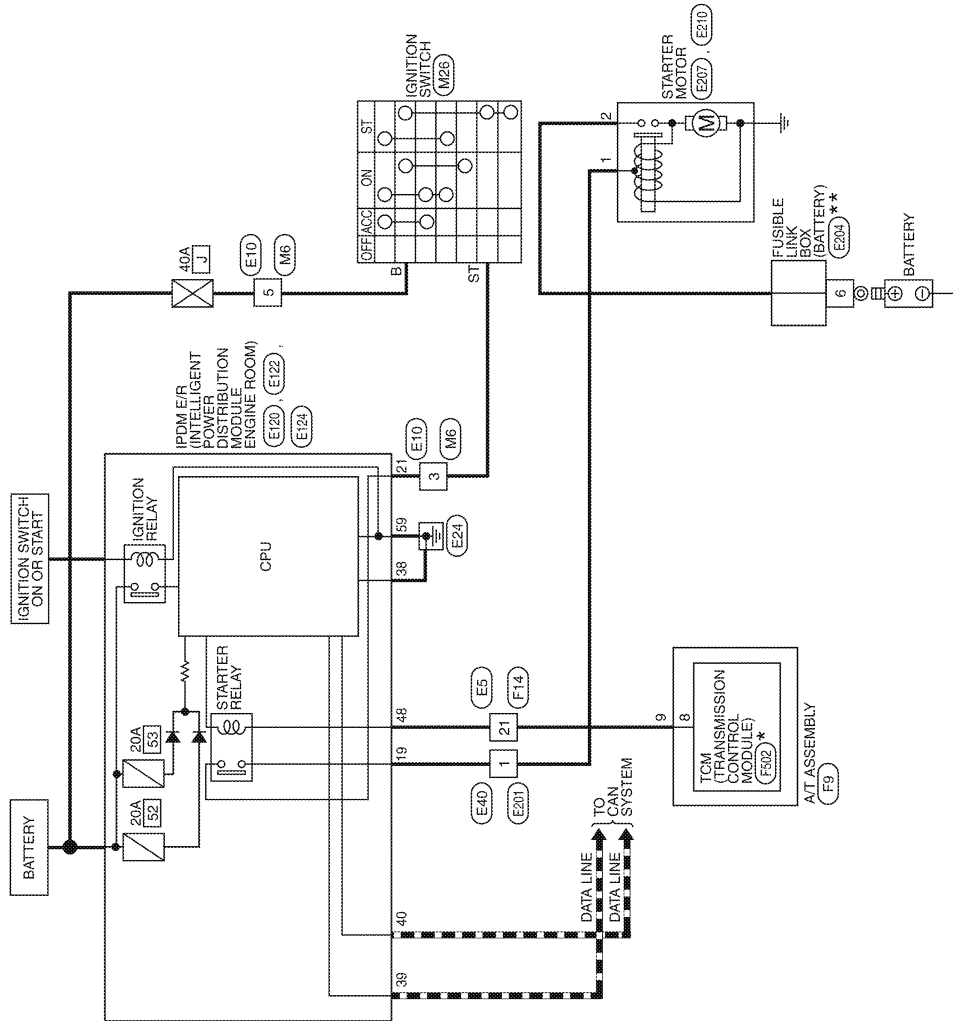 BATTERY
IGNITION SWITCH
ON OR START
20A
52
20A
53
STARTER
RELAY
IGNITION
RELAY
CPU
IPDM E/R
(INTELLIGENT
POWER
DISTRIBUTION
MODULE
ENGINE ROOM)
E120 , E122 ,
E124
40A
J
5
E10
M6
OFF ACC ON ST
B
ST
IGNITION
SWITCH
M26
39
40
19
48
38
59
21
E24
3
E10
M6
E40
E201
1
21
E5
F14
DATA LINE
DATA LINE
TO
CAN
SYSTEM
9
8
TCM
(TRANSMISSION
CONTROL
MODULE)
F502 *
A/T ASSEMBLY
F9
1
2
M
STARTER
MOTOR
E207 , E210
FUSIBLE
LINK
BOX
(BATTERY)
E204 **
6
BATTERY